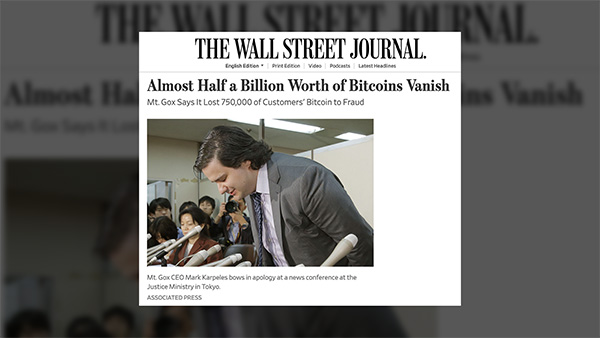 THE WALL STREET JOURNAL.
English Edition ▾ | Print Edition | Video | Podcasts | Latest Headlines
Almost Half a Billion Worth of Bitcoins Vanish
Mt. Gox Says It Lost 750,000 of Customers' Bitcoin to Fraud
Mt. Gox CEO Mark Karpeles bows in apology at a news conference at the
Justice Ministry in Tokyo.
ASSOCIATED PRESS